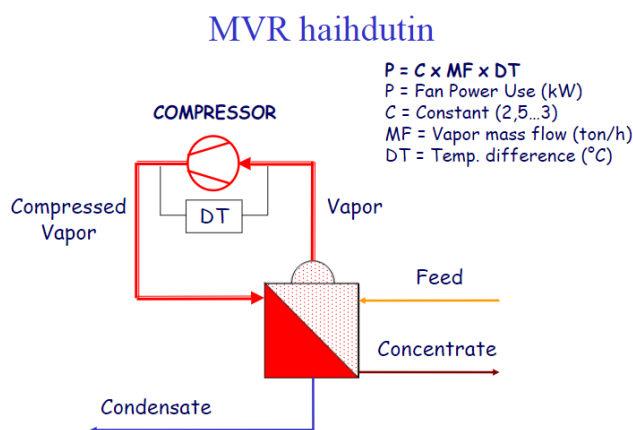 MVR haihdutin
P = C x MF x DT
P = Fan Power Use (kW)
C = Constant (2,5...3)
MF = Vapor mass flow (ton/h)
DT = Temp. difference (°C)
COMPRESSOR
Compressed
Vapor
DT
Vapor
Feed
Concentrate
Condensate